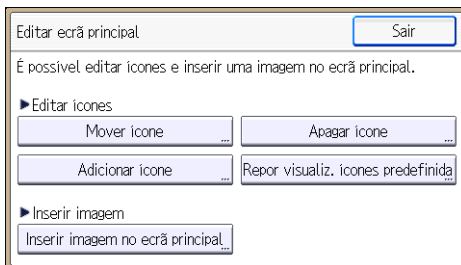 Editar ecrã principal
Sair
É possível editar ícones e inserir uma imagem no ecrã principal.
►Editar ícones
Mover ícone
Apagar ícone
Adicionar ícone
Repor visualiz. ícones predefinida
►Inserir imagem
Inserir imagem no ecrã principal